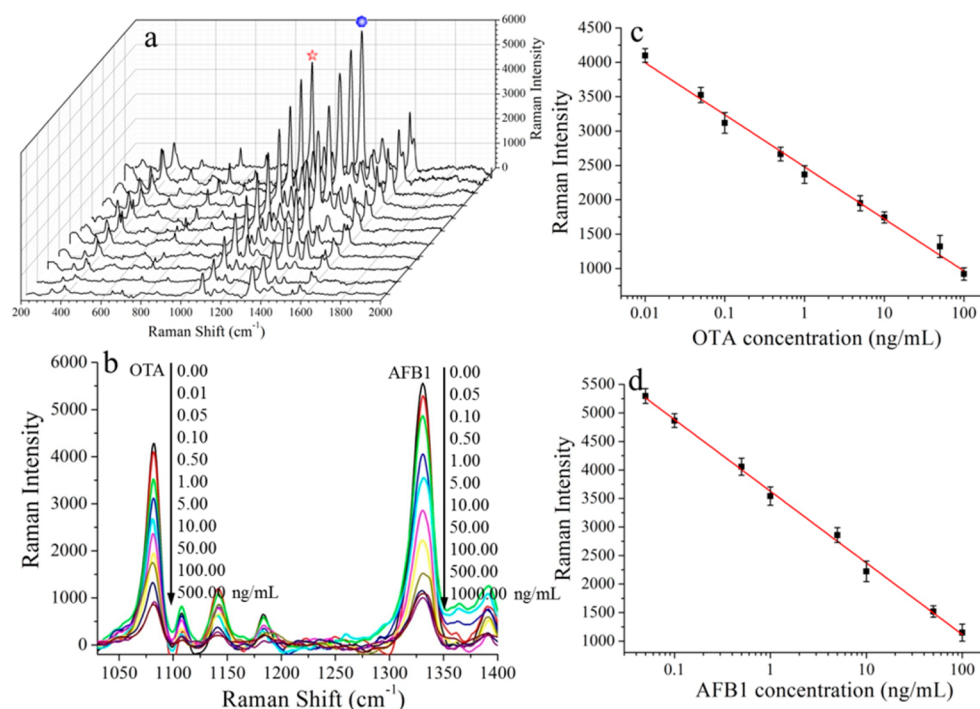 a
6000
5000
4000
3000
2000
1000
0
Raman Intensity
200 400 600 800 1000 1200 1400 1600 1800 2000
Raman Shift (cm⁻¹)
b
OTA
0.00
0.01
0.05
0.10
0.50
1.00
5.00
10.00
50.00
100.00
500.00 ng/mL
AFB1
0.00
0.05
0.10
0.50
1.00
5.00
10.00
50.00
100.00
500.00
1000.00 ng/mL
6000
5000
4000
3000
2000
1000
0
Raman Intensity
1050 1100 1150 1200 1250 1300 1350 1400
Raman Shift (cm⁻¹)
c
4500
4000
3500
3000
2500
2000
1500
1000
Raman Intensity
0.01 0.1 1 10 100
OTA concentration (ng/mL)
d
5500
5000
4500
4000
3500
3000
2500
2000
1500
1000
Raman Intensity
0.1 1 10 100
AFB1 concentration (ng/mL)